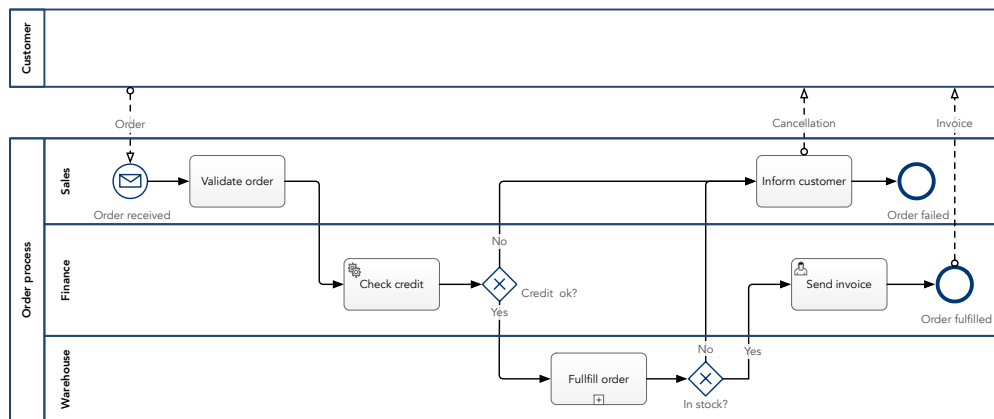 Customer
Order
Cancellation
Invoice
Order process
Sales
Validate order
Inform customer
Order received
Order failed
Finance
No
Check credit
Credit ok?
Yes
Send invoice
Order fulfilled
Warehouse
No
Yes
Fullfill order
In stock?